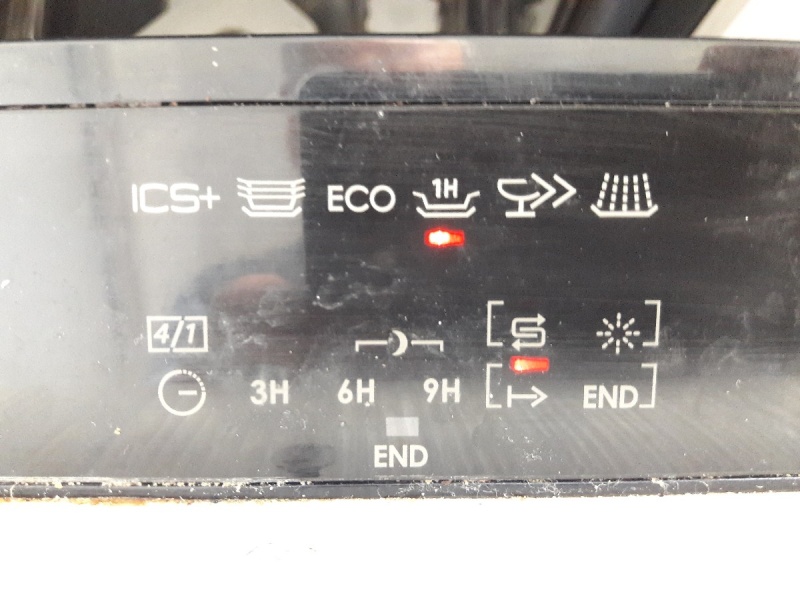 ICS+ ECO 1H
4/1
3H 6H 9H END
END